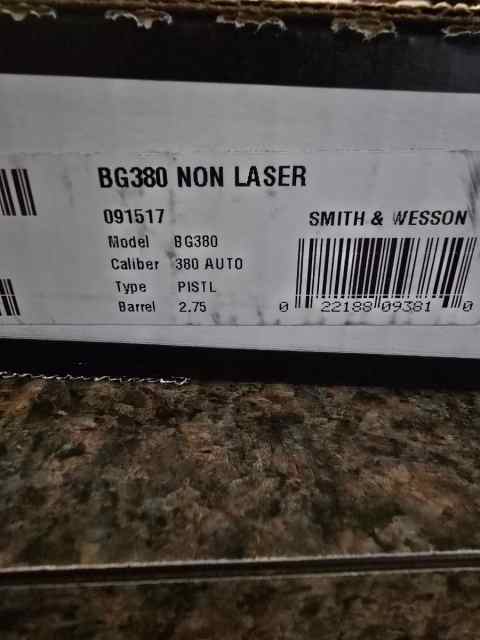 BG380 NON LASER
091517
SMITH & WESSON
Model BG380
Caliber 380 AUTO
Type PISTL
Barrel 2.75
0 22188 09381 0